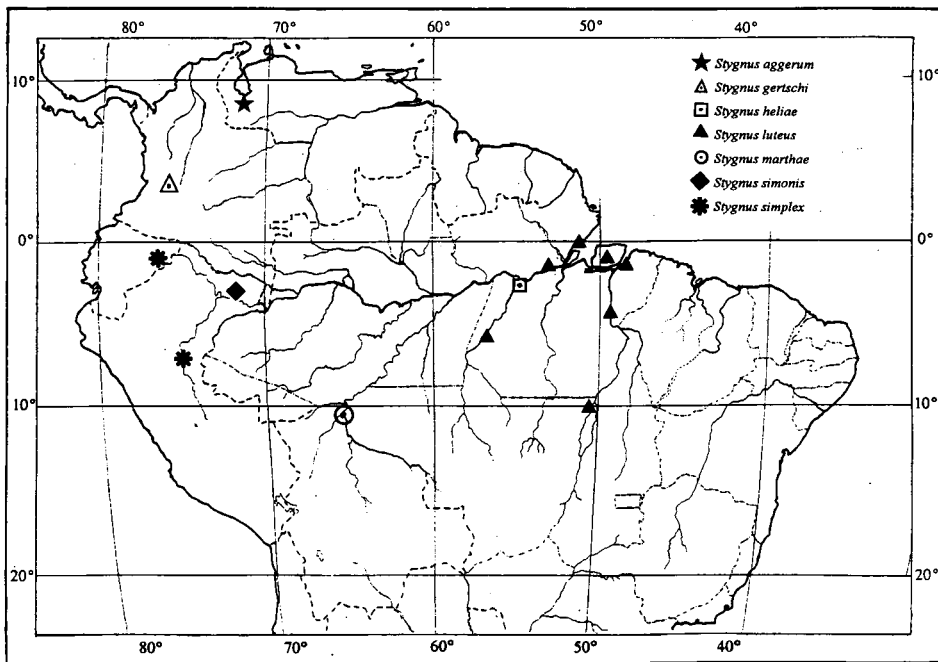 80° 70° 60° 50° 40°
10° 10°
Stygnus aggerum
Stygnus gertschi
Stygnus heliae
Stygnus luteus
Stygnus marthae
Stygnus simonis
Stygnus simplex
0° 0°
10° 10°
20° 20°
80° 70° 60° 50° 40°